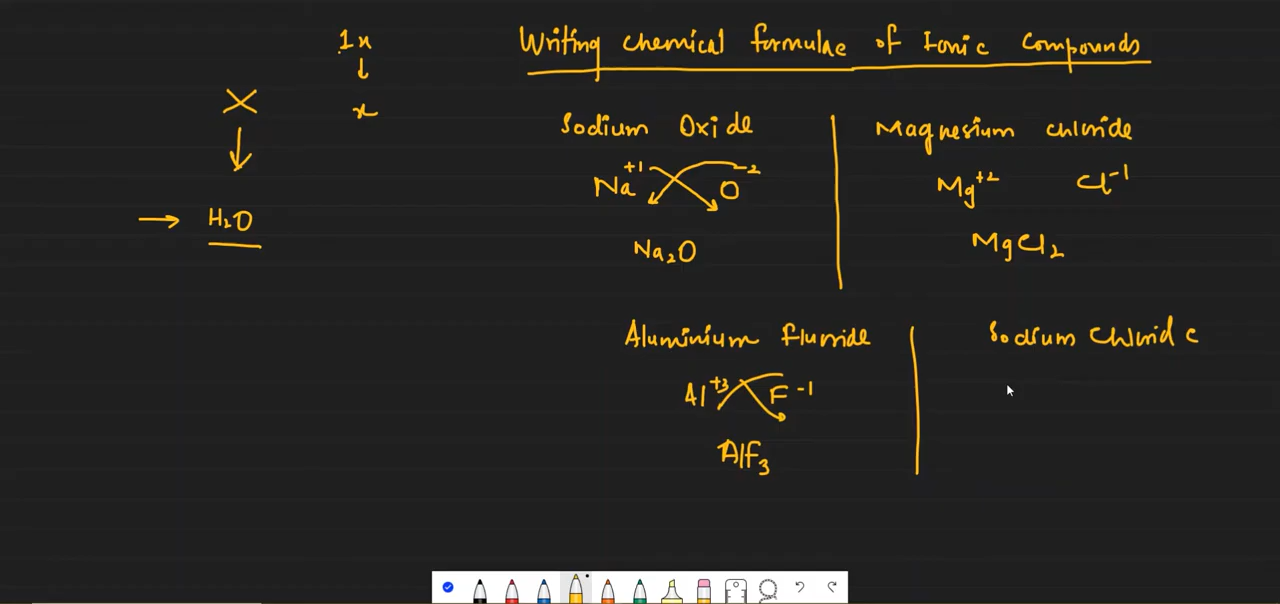 Writing chemical formulae of Ionic Compounds
1x
x
H₂O
Sodium Oxide
Na⁺¹ O⁻²
Na₂O
Magnesium chloride
Mg⁺² Cl⁻¹
MgCl₂
Aluminium fluoride
Al⁺³ F⁻¹
AlF₃
Sodium Chloride